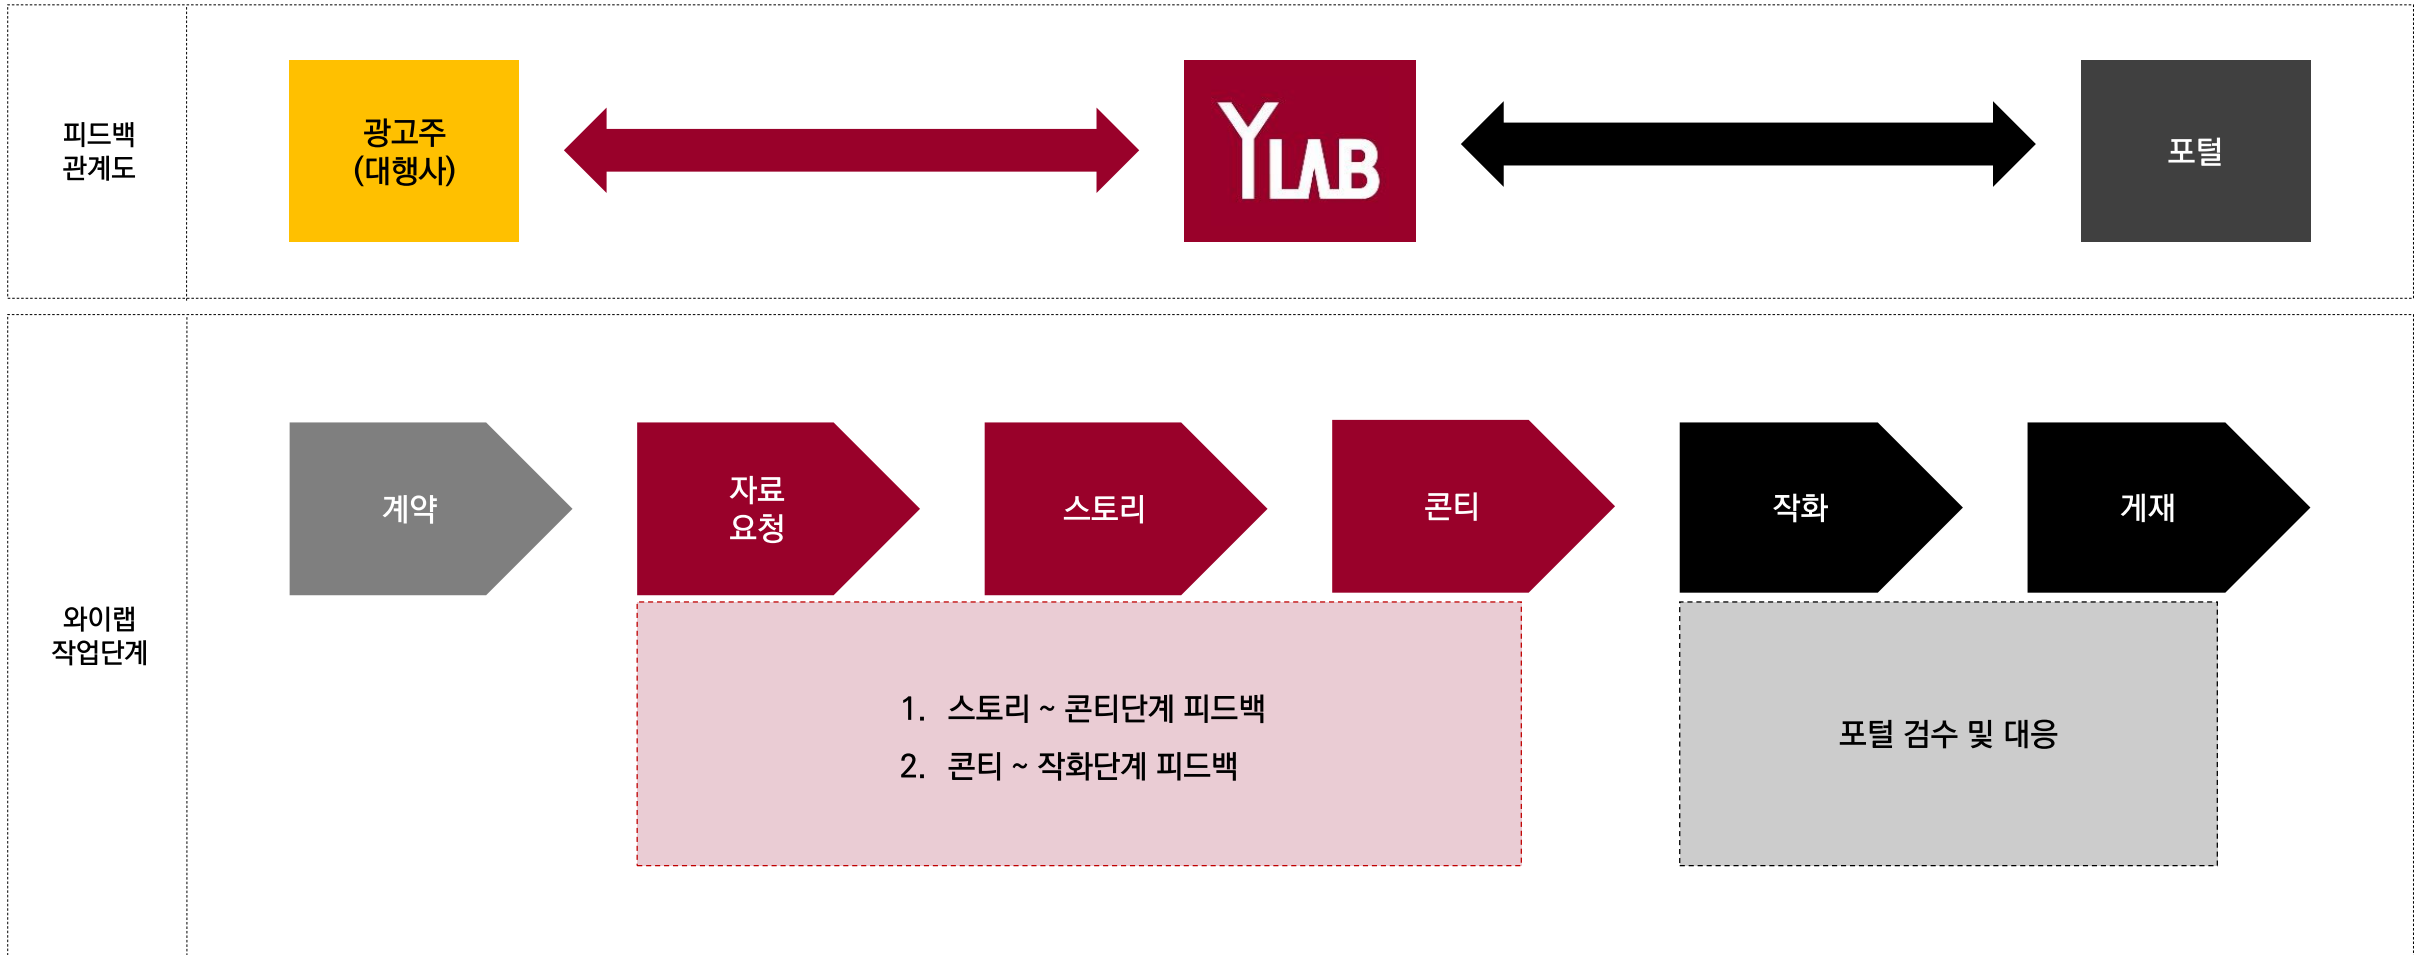 피드백
관계도
광고주
(대행사)
YLAB
포털
와이랩
작업단계
계약
자료
요청
스토리
콘티
작화
게재
1. 스토리 ~ 콘티단계 피드백
2. 콘티 ~ 작화단계 피드백
포털 검수 및 대응